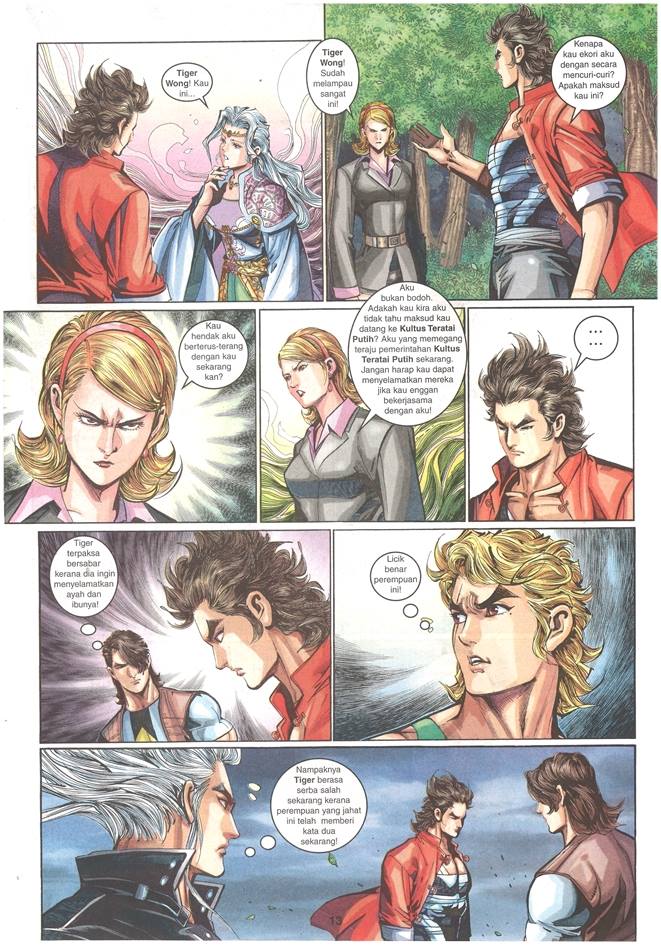 Tiger
Wong! Kau
ini...
Tiger
Wong!
Sudah
melampau
sangat
ini!
Kenapa
kau ekori aku
dengan secara
mencuri-curi?
Apakah maksud
kau ini?
Kau
hendak aku
berterus-terang
dengan kau
sekarang
kan?
Aku
bukan bodoh.
Adakah kau kira aku
tidak tahu maksud kau
datang ke Kultus Teratai
Putih? Aku yang memegang
teraju pemerintahan Kultus
Teratai Putih sekarang.
Jangan harap kau dapat
menyelamatkan mereka
jika kau enggan
bekerjasama
dengan aku!
...
...
Tiger
terpaksa
bersabar
kerana dia ingin
menyelamatkan
ayah dan
ibunya!
Licik
benar
perempuan
ini!
Nampaknya
Tiger berasa
serba salah
sekarang kerana
perempuan yang jahat
ini telah memberi
kata dua
sekarang!
13